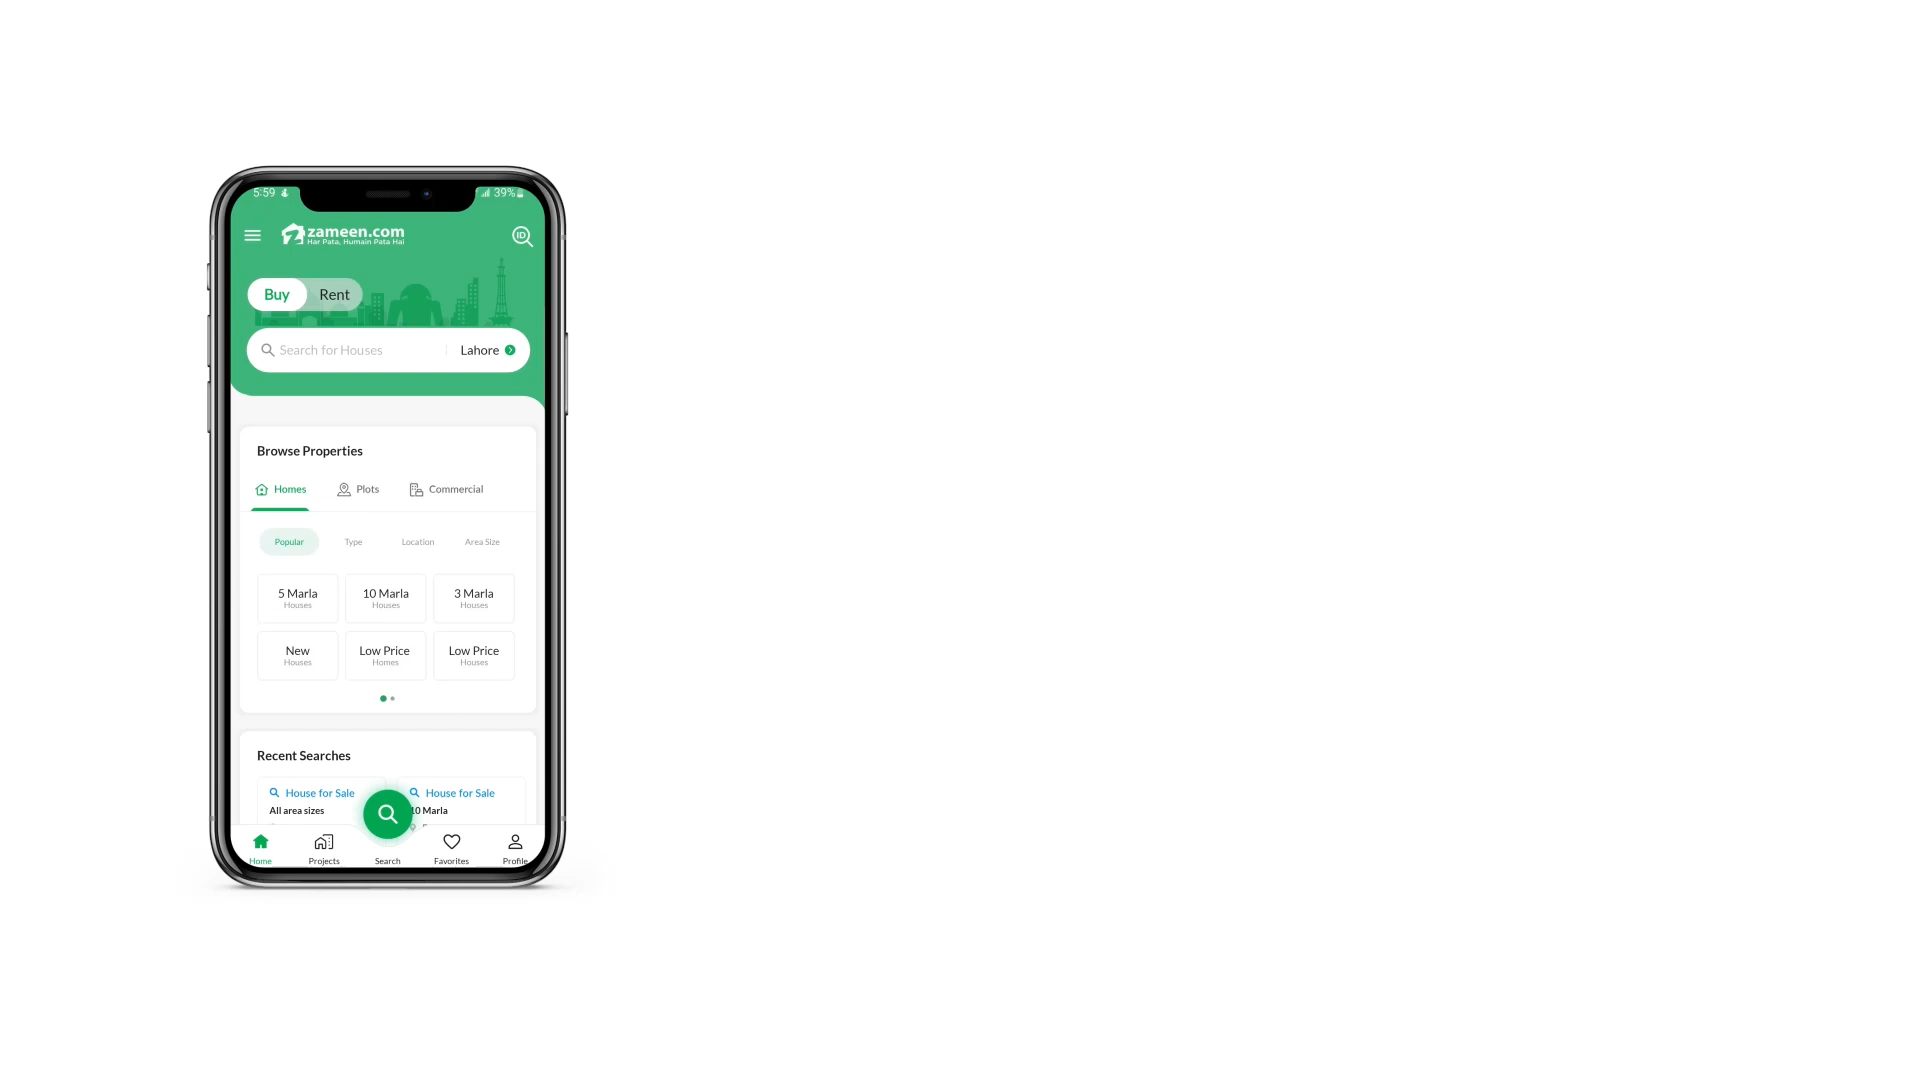 5:59
39%
zameen.com
Har Pata, Humain Pata Hai
ID
Buy Rent
Search for Houses Lahore
Browse Properties
Homes Plots Commercial
Popular Type Location Area Size
5 Marla 10 Marla 3 Marla
Houses Houses Houses
New Low Price Low Price
Houses Homes Houses
Recent Searches
House for Sale House for Sale
All area sizes 10 Marla
Home Projects Search Favorites Profile